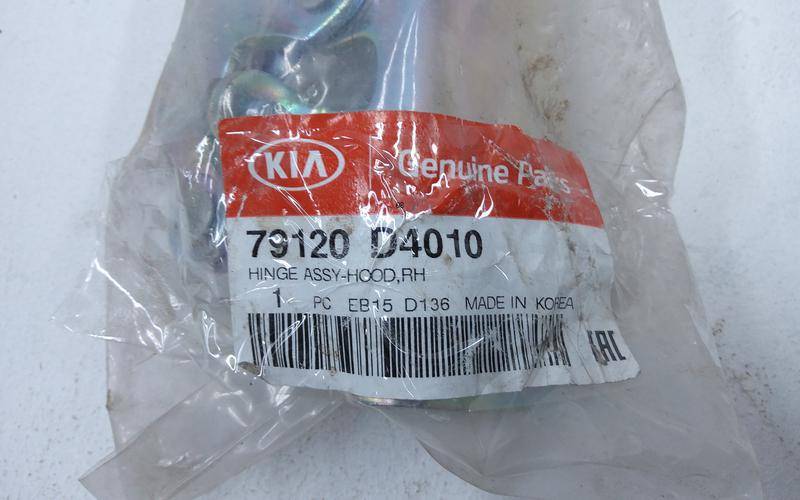 KIA Genuine Parts
79120 D4010
HINGE ASSY-HOOD,RH
1 PC EB15 D136 MADE IN KOREA
EAC